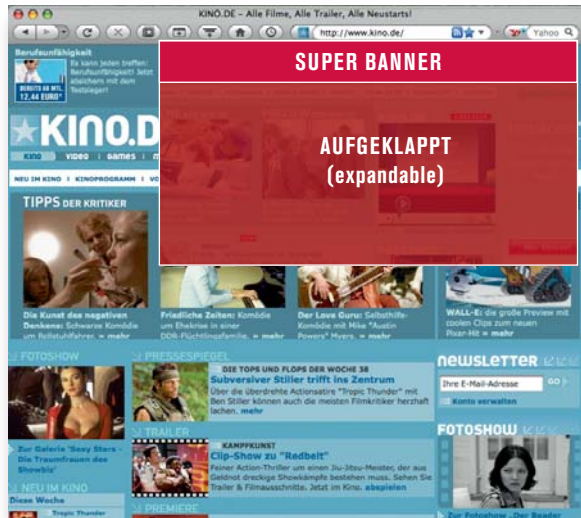 KINO.DE – Alle Filme, Alle Trailer, Alle Neustarts!
http://www.kino.de/
Yahoo
Berufsunfähigkeit
Es kann jeden treffen:
Berufsunfähigkeit! Jetzt
absichern mit dem
Testsieger!
BEREITS AB MTL.
12,44 EURO*
SUPER BANNER
AUFGEKLAPPT
(expandable)
KINO.D
KINO VIDEO GAMES
NEU IM KINO KINOPROGRAMM
TIPPS DER KRITIKER
Die Kunst des negativen
Denkens: Schwarze Komödie
um Rollstuhlfahrer. » mehr
Friedliche Zeiten: Komödie
um Ehekrise in einer
DDR-Flüchtlingsfamilie. » mehr
Der Love Guru: Selbsthilfe-
Komödie mit Mike "Austin
Powers" Myers. » mehr
WALL-E: die große Preview mit
coolen Clips zum neuen
Pixar-Hit » mehr
FOTOSHOW
Zur Galerie 'Sexy Stars -
Die Traumfrauen des
Showbiz'
NEU IM KINO
Diese Woche
Tropic Thunder
PRESSESPIEGEL
DIE TOPS UND FLOPS DER WOCHE 38
Subversiver Stiller trifft ins Zentrum
Über die überdrehte Actionsatire "Tropic Thunder" mit
Ben Stiller können auch die meisten Filmkritiker herzhaft
lachen. mehr
TRAILER
KAMPFKUNST
Clip-Show zu "Redbelt"
Feiner Action-Thriller um einen Jiu-Jitsu-Meister, der aus
Geldnot dreckige Showkämpfe bestehen muss. Sehen Sie
Trailer & Filmausschnitte. Jetzt im Kino. abspielen
PREMIERE
NEWSLETTER
Ihre E-Mail-Adresse GO
Konto verwalten
FOTOSHOW
Zur Fotoshow „Der Baader